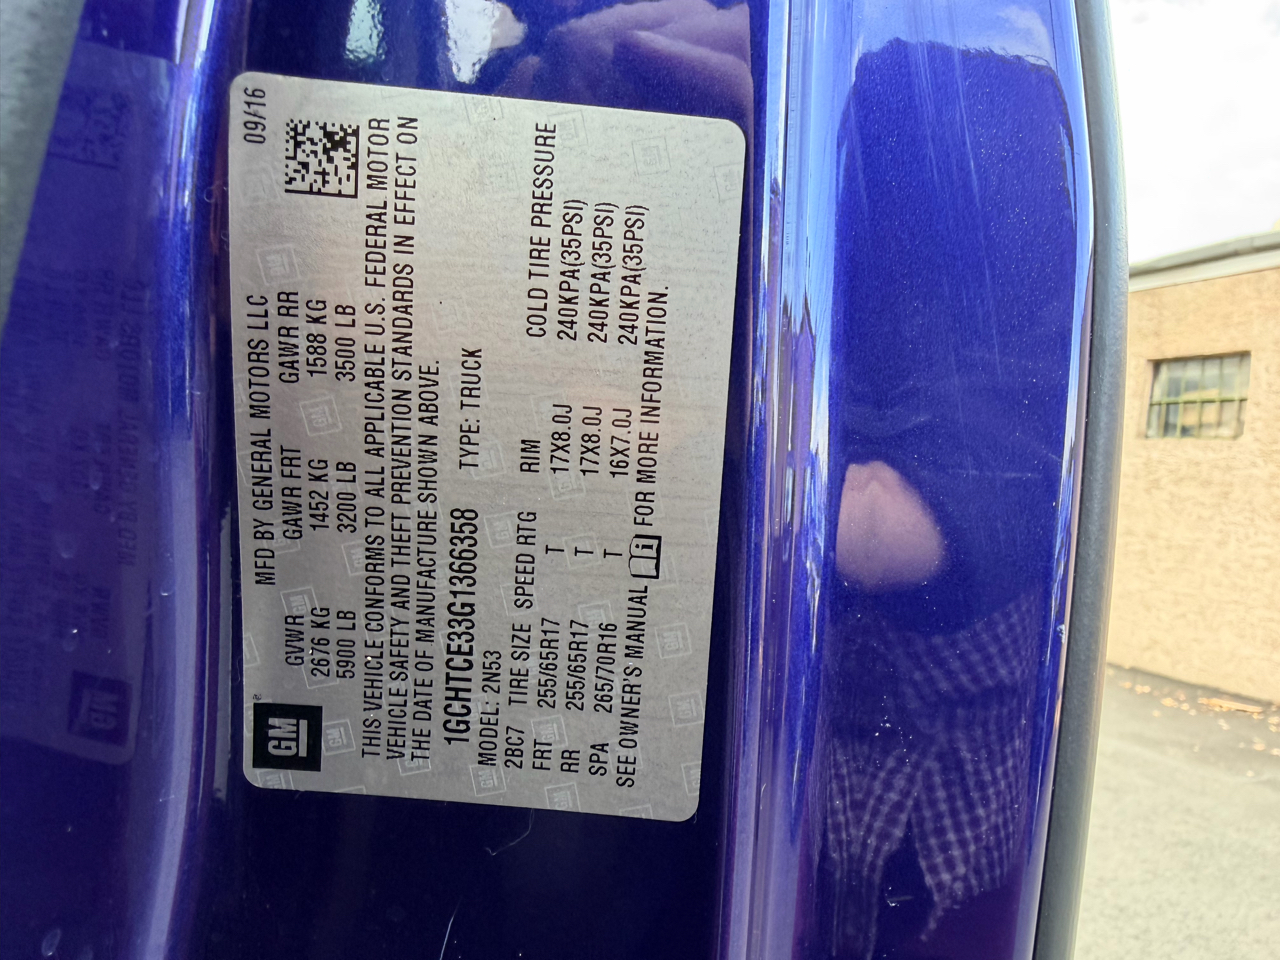 09/16
MFD BY GENERAL MOTORS LLC
GM®
GVWR GAWR FRT GAWR RR
2676 KG 1452 KG 1588 KG
5900 LB 3200 LB 3500 LB
THIS VEHICLE CONFORMS TO ALL APPLICABLE U.S. FEDERAL MOTOR
VEHICLE SAFETY AND THEFT PREVENTION STANDARDS IN EFFECT ON
THE DATE OF MANUFACTURE SHOWN ABOVE.
1GCHTCE33G1366358 TYPE: TRUCK
MODEL: 2N53
2BC7 TIRE SIZE SPEED RTG RIM COLD TIRE PRESSURE
FRT 255/65R17 T 17X8.0J 240KPA(35PSI)
RR 255/65R17 T 17X8.0J 240KPA(35PSI)
SPA 265/70R16 T 16X7.0J 240KPA(35PSI)
SEE OWNER'S MANUAL FOR MORE INFORMATION.